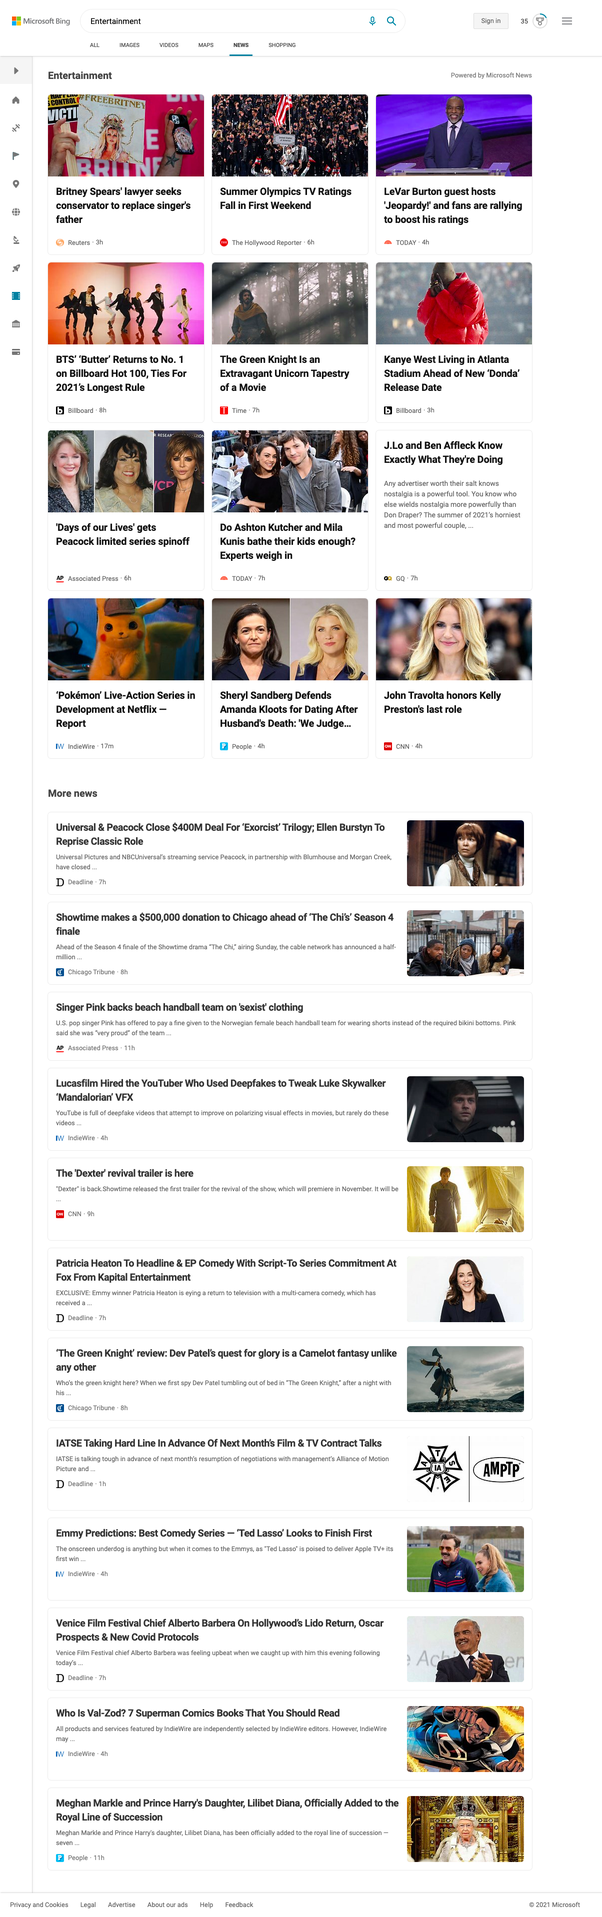 Microsoft Bing
Entertainment
Sign in
35
ALL IMAGES VIDEOS MAPS NEWS SHOPPING
Entertainment
Powered by Microsoft News
Britney Spears' lawyer seeks
conservator to replace singer's
father
Reuters · 3h
Summer Olympics TV Ratings
Fall in First Weekend
The Hollywood Reporter · 6h
LeVar Burton guest hosts
'Jeopardy!' and fans are rallying
to boost his ratings
TODAY · 4h
BTS' 'Butter' Returns to No. 1
on Billboard Hot 100, Ties For
2021's Longest Rule
Billboard · 8h
The Green Knight Is an
Extravagant Unicorn Tapestry
of a Movie
Time · 7h
Kanye West Living in Atlanta
Stadium Ahead of New 'Donda'
Release Date
Billboard · 3h
'Days of our Lives' gets
Peacock limited series spinoff
Associated Press · 6h
Do Ashton Kutcher and Mila
Kunis bathe their kids enough?
Experts weigh in
TODAY · 7h
J.Lo and Ben Affleck Know
Exactly What They're Doing
Any advertiser worth their salt knows
nostalgia is a powerful tool. You know who
else wields nostalgia more powerfully than
Don Draper? The summer of 2021's horniest
and most powerful couple, ...
GQ · 7h
'Pokémon' Live-Action Series in
Development at Netflix —
Report
IndieWire · 17m
Sheryl Sandberg Defends
Amanda Kloots for Dating After
Husband's Death: 'We Judge...
People · 4h
John Travolta honors Kelly
Preston's last role
CNN · 4h
More news
Universal & Peacock Close $400M Deal For 'Exorcist' Trilogy; Ellen Burstyn To
Reprise Classic Role
Universal Pictures and NBCUniversal's streaming service Peacock, in partnership with Blumhouse and Morgan Creek,
have closed ...
Deadline · 7h
Showtime makes a $500,000 donation to Chicago ahead of 'The Chi's' Season 4
finale
Ahead of the Season 4 finale of the Showtime drama "The Chi," airing Sunday, the cable network has announced a half-
million ...
Chicago Tribune · 8h
Singer Pink backs beach handball team on 'sexist' clothing
U.S. pop singer Pink has offered to pay a fine given to the Norwegian female beach handball team for wearing shorts instead of the required bikini bottoms. Pink
said she was "very proud" of the team ...
Associated Press · 11h
Lucasfilm Hired the YouTuber Who Used Deepfakes to Tweak Luke Skywalker
'Mandalorian' VFX
YouTube is full of deepfake videos that attempt to improve on polarizing visual effects in movies, but rarely do these
videos ...
IndieWire · 4h
The 'Dexter' revival trailer is here
"Dexter" is back.Showtime released the first trailer for the revival of the show, which will premiere in November. It will be
...
CNN · 9h
Patricia Heaton To Headline & EP Comedy With Script-To Series Commitment At
Fox From Kapital Entertainment
EXCLUSIVE: Emmy winner Patricia Heaton is eying a return to television with a multi-camera comedy, which has
received a ...
Deadline · 7h
'The Green Knight' review: Dev Patel's quest for glory is a Camelot fantasy unlike
any other
Who's the green knight here? When we first spy Dev Patel tumbling out of bed in "The Green Knight," after a night with
his ...
Chicago Tribune · 8h
IATSE Taking Hard Line In Advance Of Next Month's Film & TV Contract Talks
IATSE is talking tough in advance of next month's resumption of negotiations with management's Alliance of Motion
Picture and ...
Deadline · 1h
AMPTP
Emmy Predictions: Best Comedy Series — 'Ted Lasso' Looks to Finish First
The onscreen underdog is anything but when it comes to the Emmys, as "Ted Lasso" is poised to deliver Apple TV+ its
first win ...
IndieWire · 4h
Venice Film Festival Chief Alberto Barbera On Hollywood's Lido Return, Oscar
Prospects & New Covid Protocols
Venice Film Festival chief Alberto Barbera was feeling upbeat when we caught up with him this evening following
today's ...
Deadline · 7h
Who Is Val-Zod? 7 Superman Comics Books That You Should Read
All products and services featured by IndieWire are independently selected by IndieWire editors. However, IndieWire
may ...
IndieWire · 4h
Meghan Markle and Prince Harry's Daughter, Lilibet Diana, Officially Added to the
Royal Line of Succession
Meghan Markle and Prince Harry's daughter, Lilibet Diana, has been officially added to the royal line of succession —
seven ...
People · 11h
Privacy and Cookies Legal Advertise About our ads Help Feedback
© 2021 Microsoft